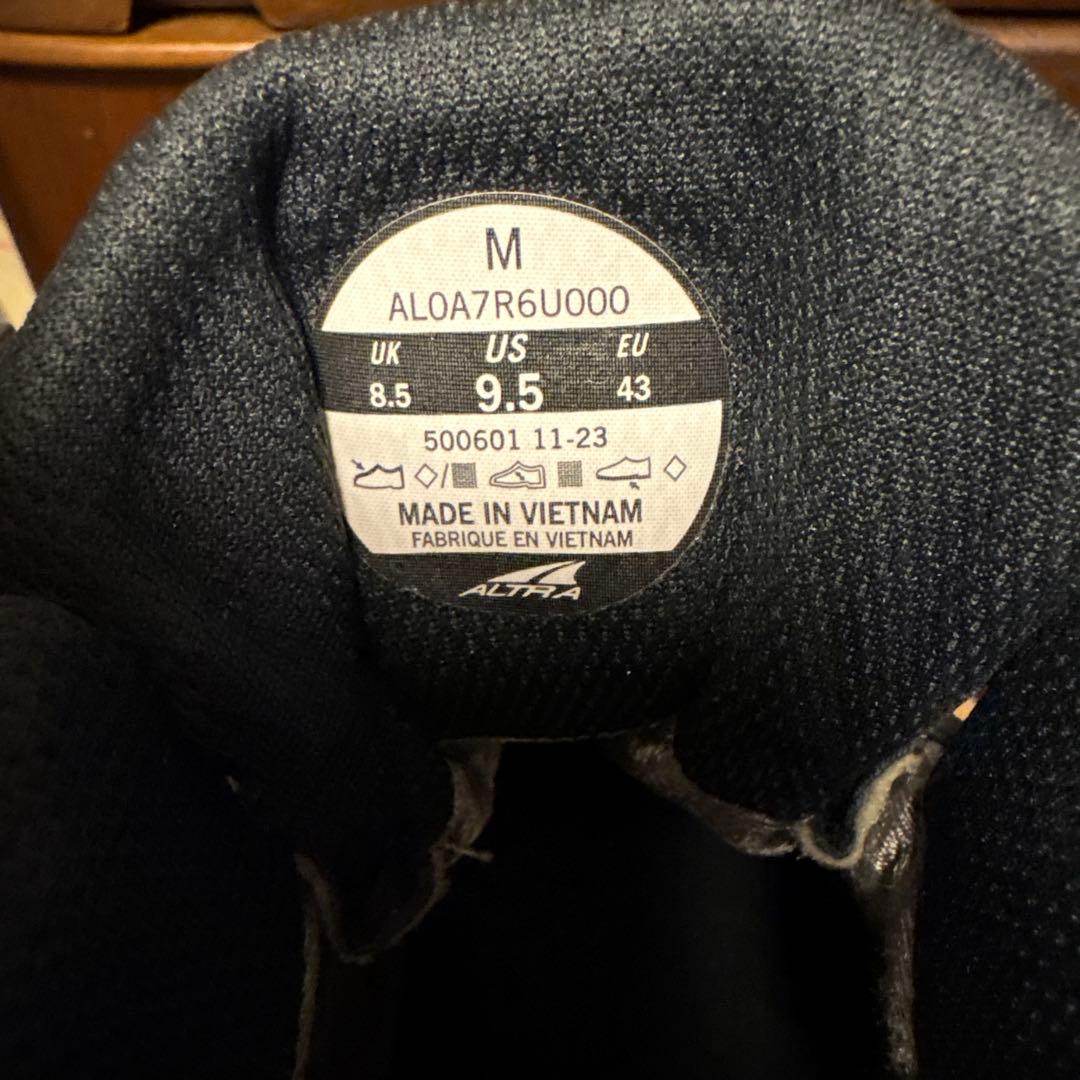 M
AL0A7R6U000
UK US EU
8.5 9.5 43
500601 11-23
MADE IN VIETNAM
FABRIQUE EN VIETNAM
ALTRA